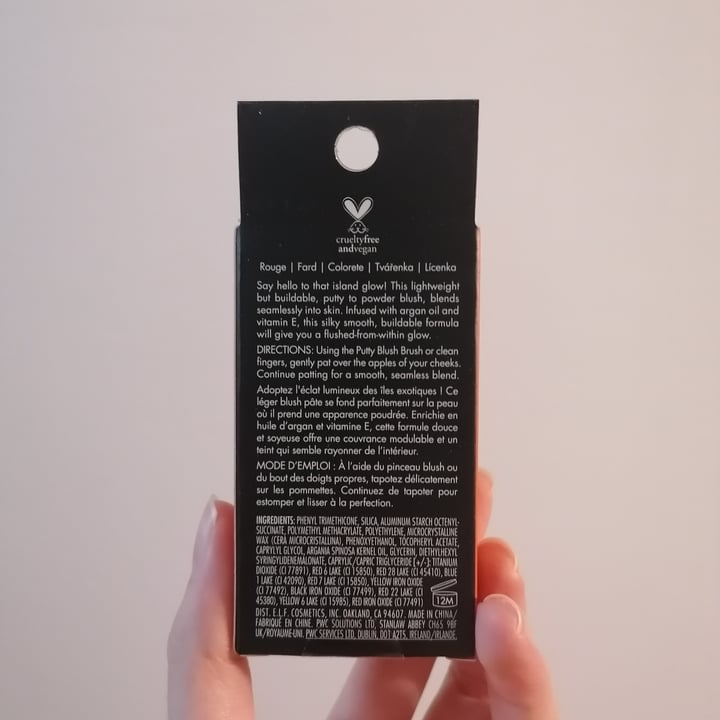 crueltyfree
andvegan
Rouge | Fard | Colorete | Tvářenka | Lícenka
Say hello to that island glow! This lightweight
but buildable, putty to powder blush, blends
seamlessly into skin. Infused with argan oil and
vitamin E, this silky smooth, buildable formula
will give you a flushed-from-within glow.
DIRECTIONS: Using the Putty Blush Brush or clean
fingers, gently pat over the apples of your cheeks.
Continue patting for a smooth, seamless blend.
Adoptez l'éclat lumineux des îles exotiques ! Ce
léger blush pâte se fond parfaitement sur la peau
où il prend une apparence poudrée. Enrichie en
huile d'argan et vitamine E, cette formule douce
et soyeuse offre une couvrance modulable et un
teint qui semble rayonner de l'intérieur.
MODE D'EMPLOI : À l'aide du pinceau blush ou
du bout des doigts propres, tapotez délicatement
sur les pommettes. Continuez de tapoter pour
estomper et lisser à la perfection.
INGREDIENTS: PHENYL TRIMETHICONE, SILICA, ALUMINUM STARCH OCTENYL-
SUCCINATE, POLYMETHYL METHACRYLATE, POLYETHYLENE, MICROCRYSTALLINE
WAX (CERA MICROCRISTALLINA), PHENOXYETHANOL, TOCOPHERYL ACETATE,
CAPRYLYL GLYCOL, ARGANIA SPINOSA KERNEL OIL, GLYCERIN, DIETHYLHEXYL
SYRINGYLIDENEMALONATE, CAPRYLIC/CAPRIC TRIGLYCERIDE [+/-]: TITANIUM
DIOXIDE (CI 77891), RED 6 LAKE (CI 15850), RED 28 LAKE (CI 45410), BLUE
1 LAKE (CI 42090), RED 7 LAKE (CI 15850), YELLOW IRON OXIDE
(CI 77492), BLACK IRON OXIDE (CI 77499), RED 22 LAKE (CI
45380), YELLOW 6 LAKE (CI 15985), RED IRON OXIDE (CI 77491)
12M
DIST. E.L.F. COSMETICS, INC. OAKLAND, CA 94607. MADE IN CHINA/
FABRIQUÉ EN CHINE. PWC SOLUTIONS LTD, STANLAW ABBEY CH65 9BF
UK/ROYAUME-UNI. PWC SERVICES LTD, DUBLIN, D01 A2T5, IRELAND/IRLANDE.